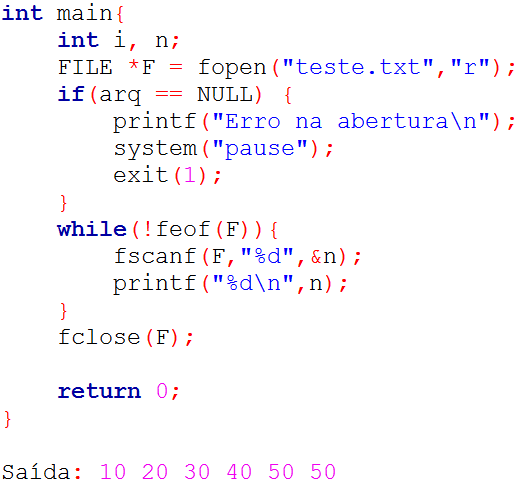 int main{
    int i, n;
    FILE *F = fopen("teste.txt","r");
    if(arq == NULL) {
        printf("Erro na abertura\n");
        system("pause");
        exit(1);
    }
    while(!feof(F)){
        fscanf(F,"%d",&n);
        printf("%d\n",n);
    }
    fclose(F);

    return 0;
}

Saída: 10 20 30 40 50 50